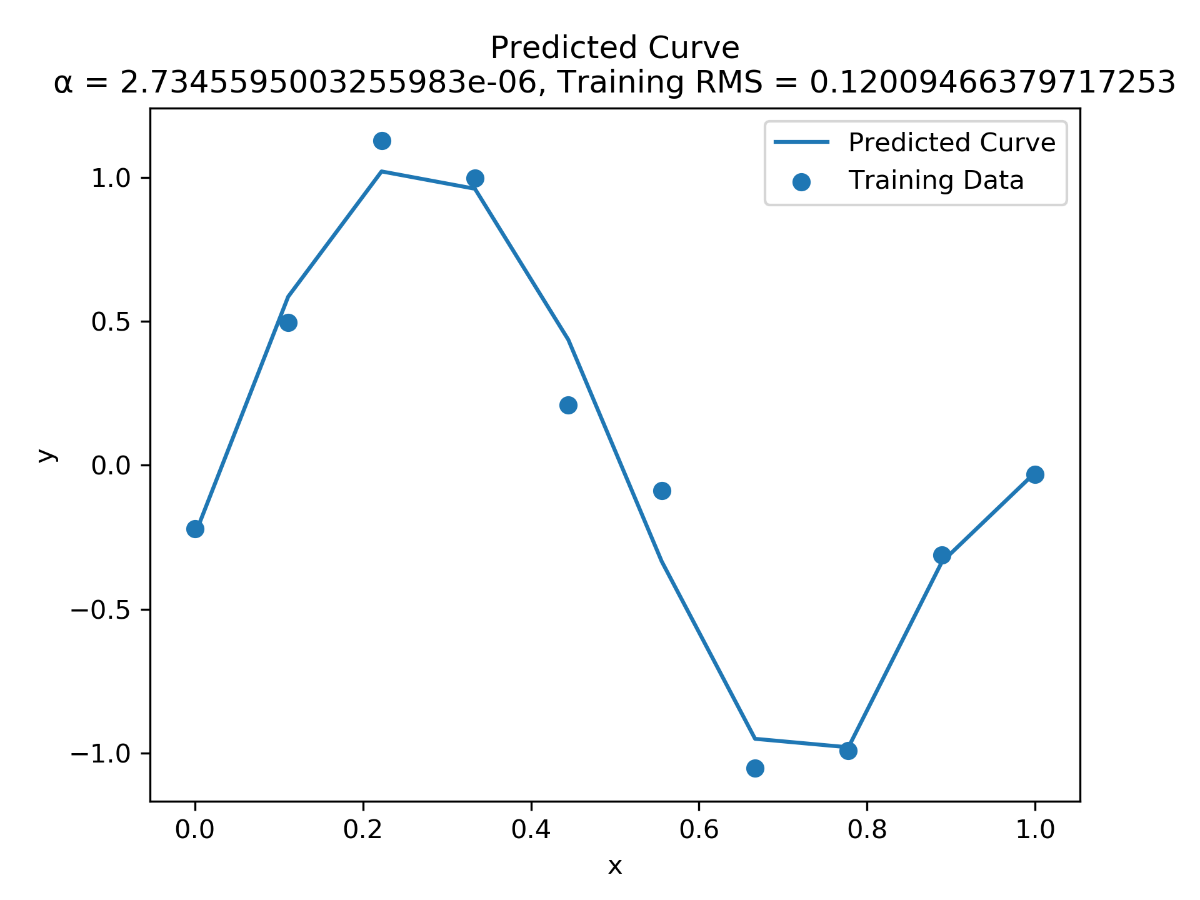 Predicted Curve
α = 2.7345595003255983e-06, Training RMS = 0.12009466379717253
Predicted Curve
Training Data
1.0
0.5
0.0
−0.5
−1.0
y
0.0 0.2 0.4 0.6 0.8 1.0
x